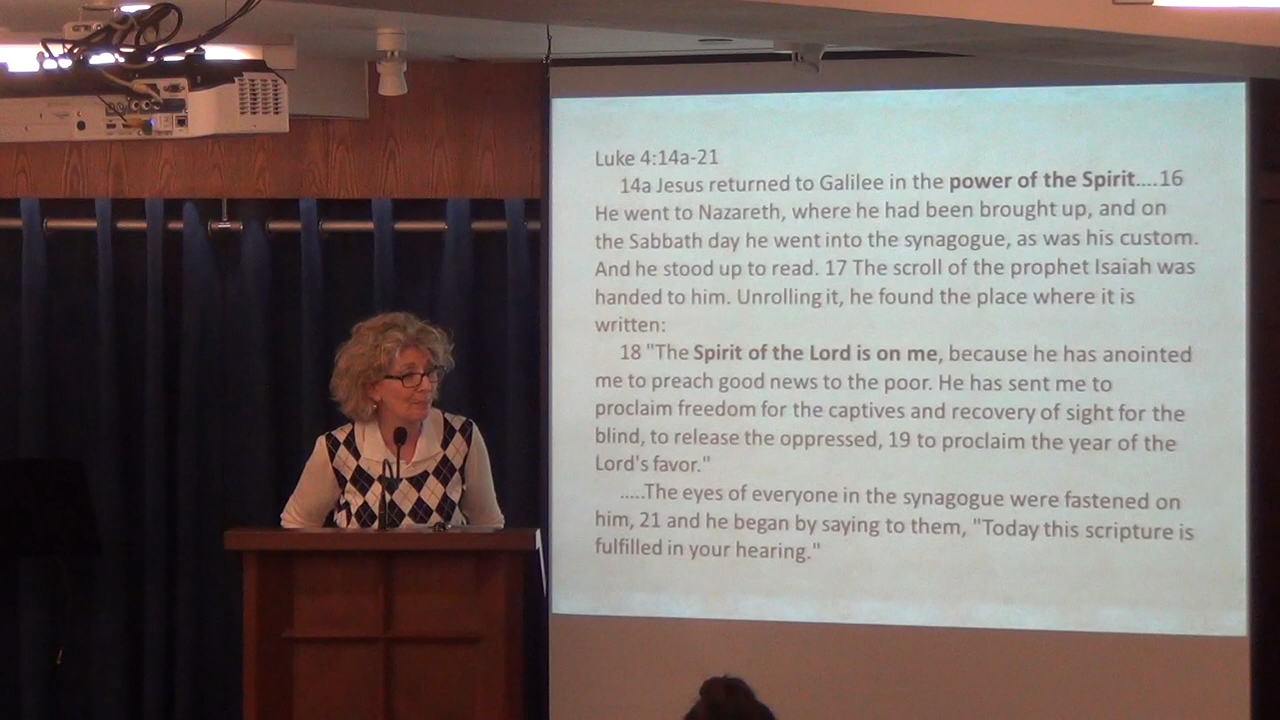 Luke 4:14a-21
14a Jesus returned to Galilee in the power of the Spirit....16
He went to Nazareth, where he had been brought up, and on
the Sabbath day he went into the synagogue, as was his custom.
And he stood up to read. 17 The scroll of the prophet Isaiah was
handed to him. Unrolling it, he found the place where it is
written:
18 "The Spirit of the Lord is on me, because he has anointed
me to preach good news to the poor. He has sent me to
proclaim freedom for the captives and recovery of sight for the
blind, to release the oppressed, 19 to proclaim the year of the
Lord's favor."
.....The eyes of everyone in the synagogue were fastened on
him, 21 and he began by saying to them, "Today this scripture is
fulfilled in your hearing."